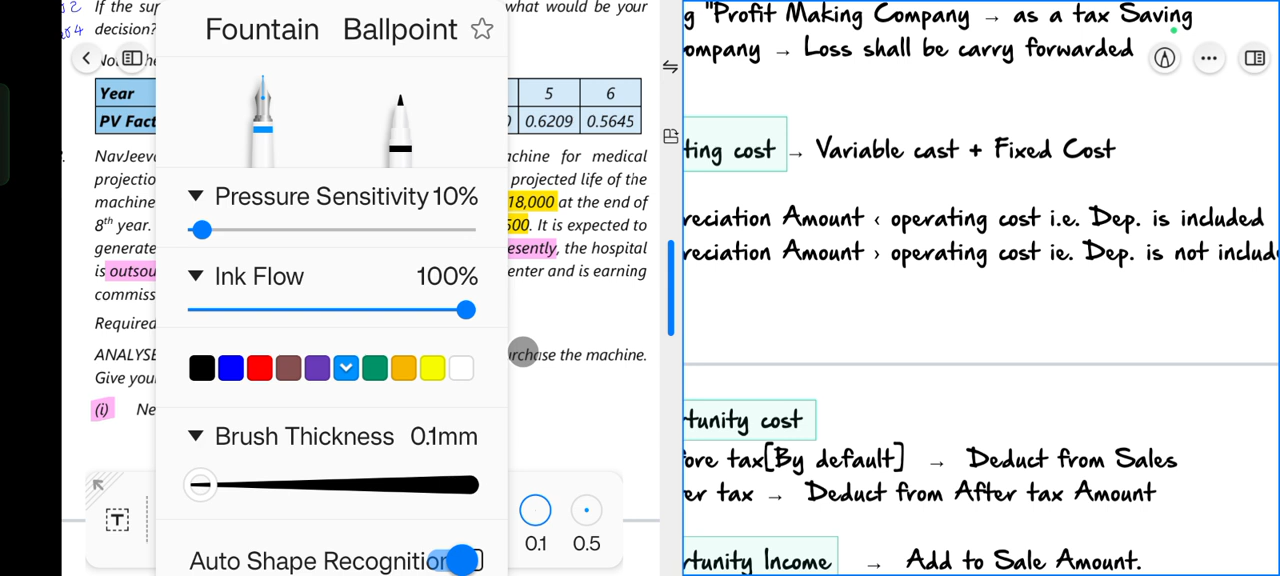 If the sur
what would be your
decision?
Year
5
6
PV Fact
0.6209
0.5645
NavJeev
achine for medical
projectio
projected life of the
machine
18,000 at the end of
8th year.
500. It is expected to
generate
esently, the hospital
is outsou
enter and is earning
commiss
Required
ANALYSE
urchase the machine.
Give you
(i) Ne
Fountain Ballpoint
Pressure Sensitivity 10%
Ink Flow 100%
Brush Thickness 0.1mm
Auto Shape Recognition
T
0.1 0.5
g "Profit Making Company → as a tax Saving
ompany → Loss shall be carry forwarded
ting cost → Variable cast + Fixed Cost
reciation Amount < operating cost i.e. Dep. is included
reciation Amount > operating cost ie. Dep. is not includ
tunity cost
ore tax[By default] → Deduct from Sales
er tax → Deduct from After tax Amount
rtunity Income → Add to Sale Amount.